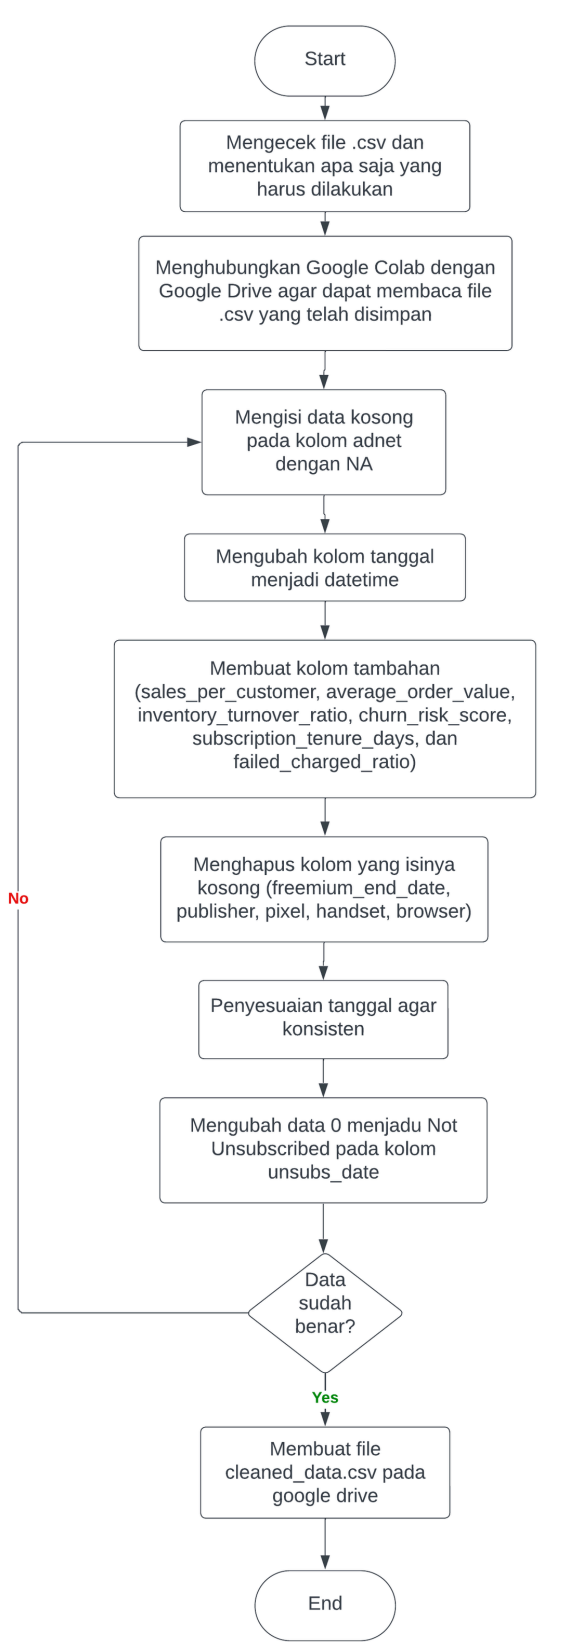 Start
Mengecek file .csv dan
menentukan apa saja yang
harus dilakukan
Menghubungkan Google Colab dengan
Google Drive agar dapat membaca file
.csv yang telah disimpan
Mengisi data kosong
pada kolom adnet
dengan NA
Mengubah kolom tanggal
menjadi datetime
Membuat kolom tambahan
(sales_per_customer, average_order_value,
inventory_turnover_ratio, churn_risk_score,
subscription_tenure_days, dan
failed_charged_ratio)
Menghapus kolom yang isinya
kosong (freemium_end_date,
publisher, pixel, handset, browser)
No
Penyesuaian tanggal agar
konsisten
Mengubah data 0 menjadu Not
Unsubscribed pada kolom
unsubs_date
Data
sudah
benar?
Yes
Membuat file
cleaned_data.csv pada
google drive
End